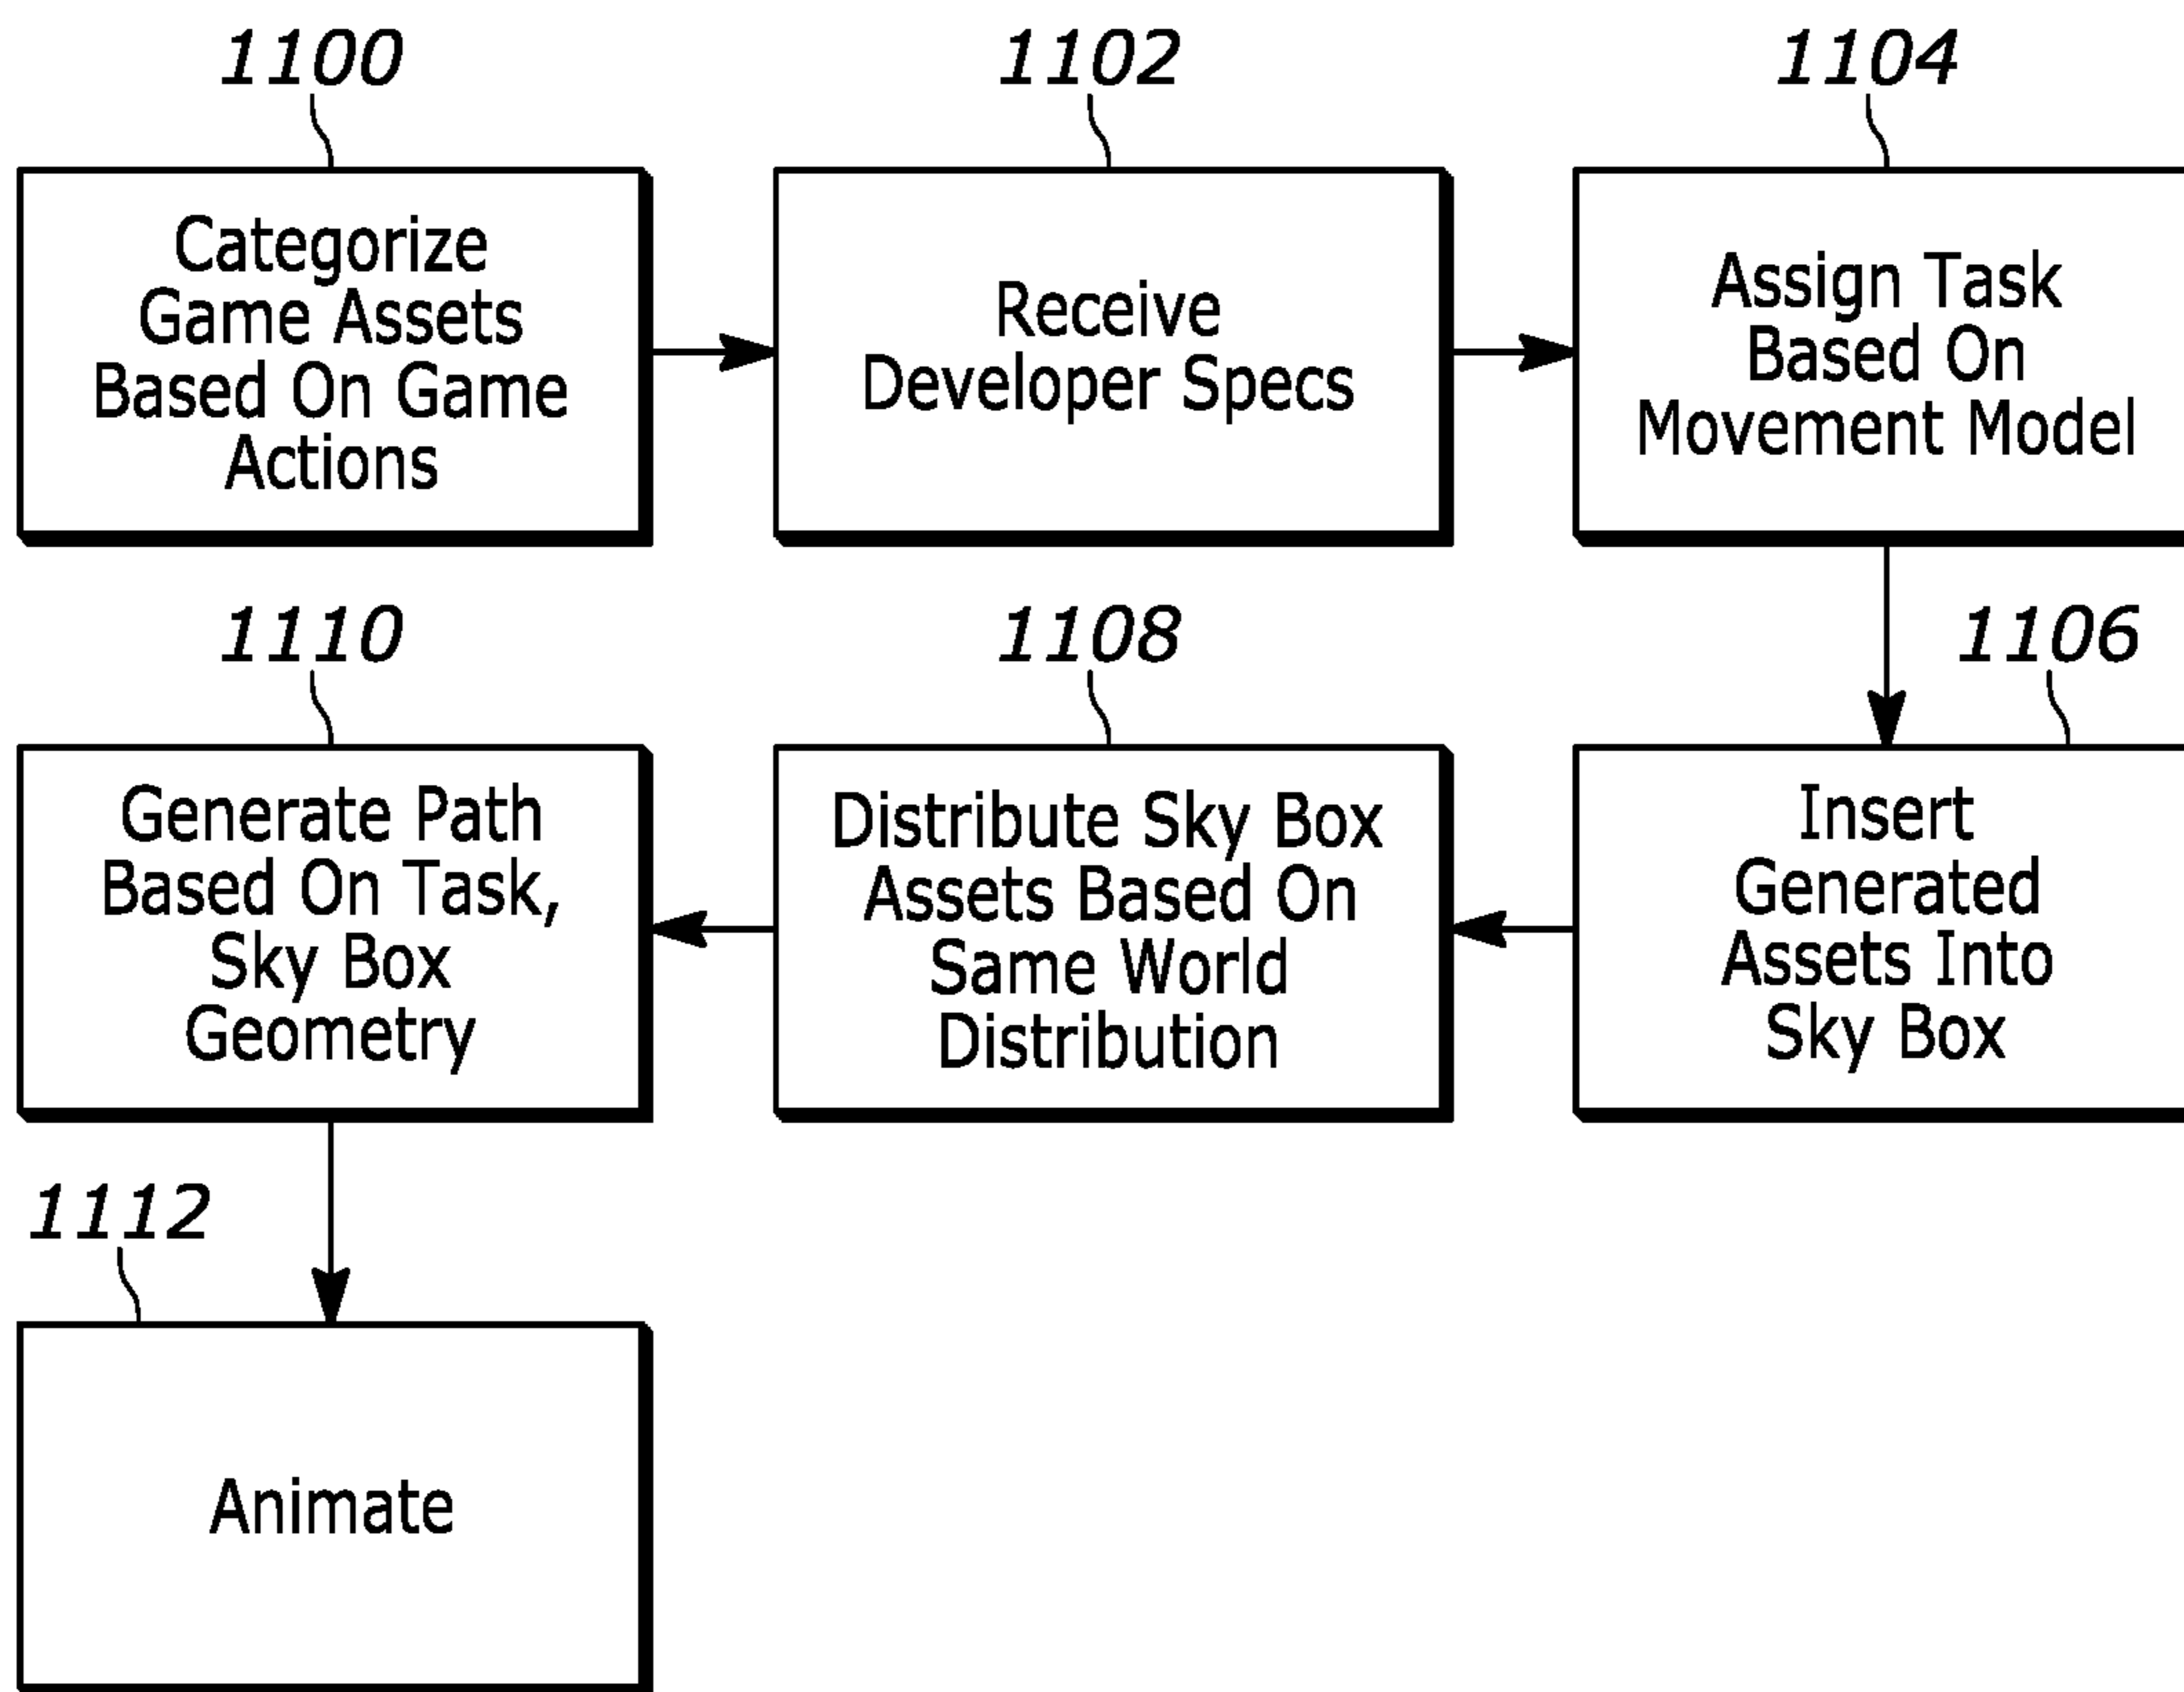 1100
Categorize
Game Assets
Based On Game
Actions
1102
Receive
Developer Specs
1104
Assign Task
Based On
Movement Model
1106
Insert
Generated
Assets Into
Sky Box
1108
Distribute Sky Box
Assets Based On
Same World
Distribution
1110
Generate Path
Based On Task,
Sky Box
Geometry
1112
Animate